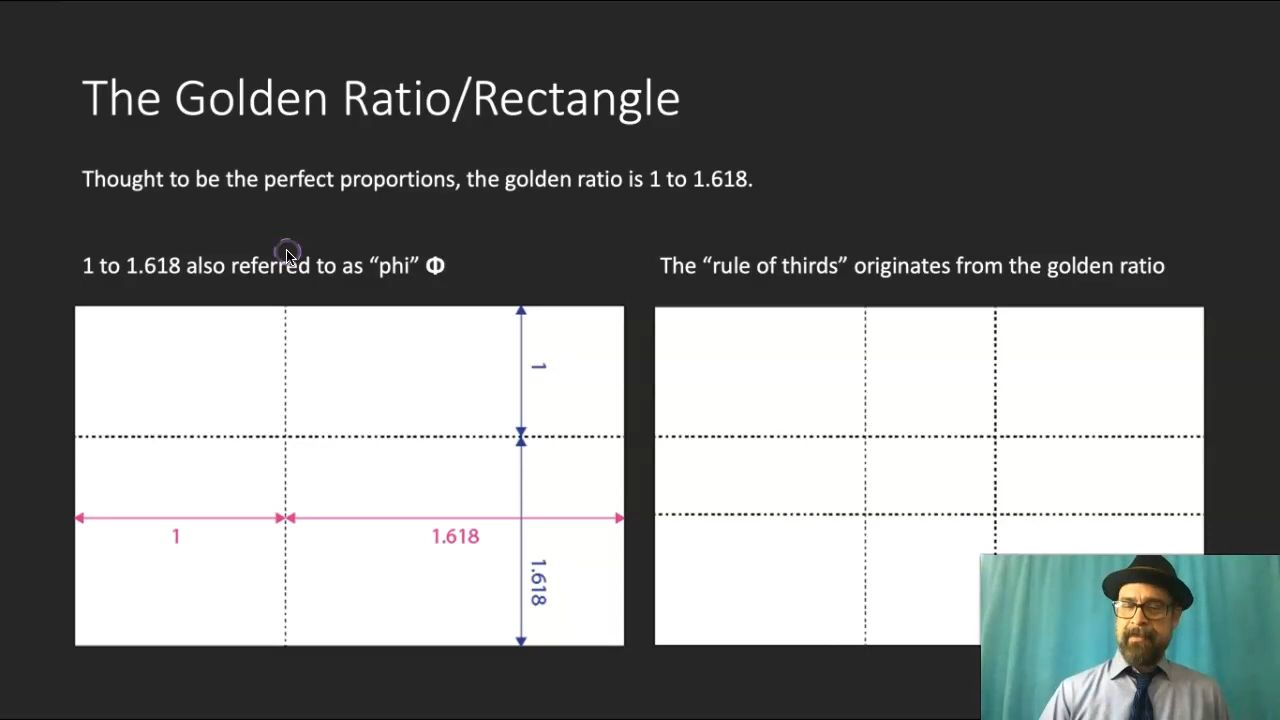 The Golden Ratio/Rectangle
Thought to be the perfect proportions, the golden ratio is 1 to 1.618.
1 to 1.618 also referred to as “phi” Φ
The “rule of thirds” originates from the golden ratio
1
1
1.618
1.618